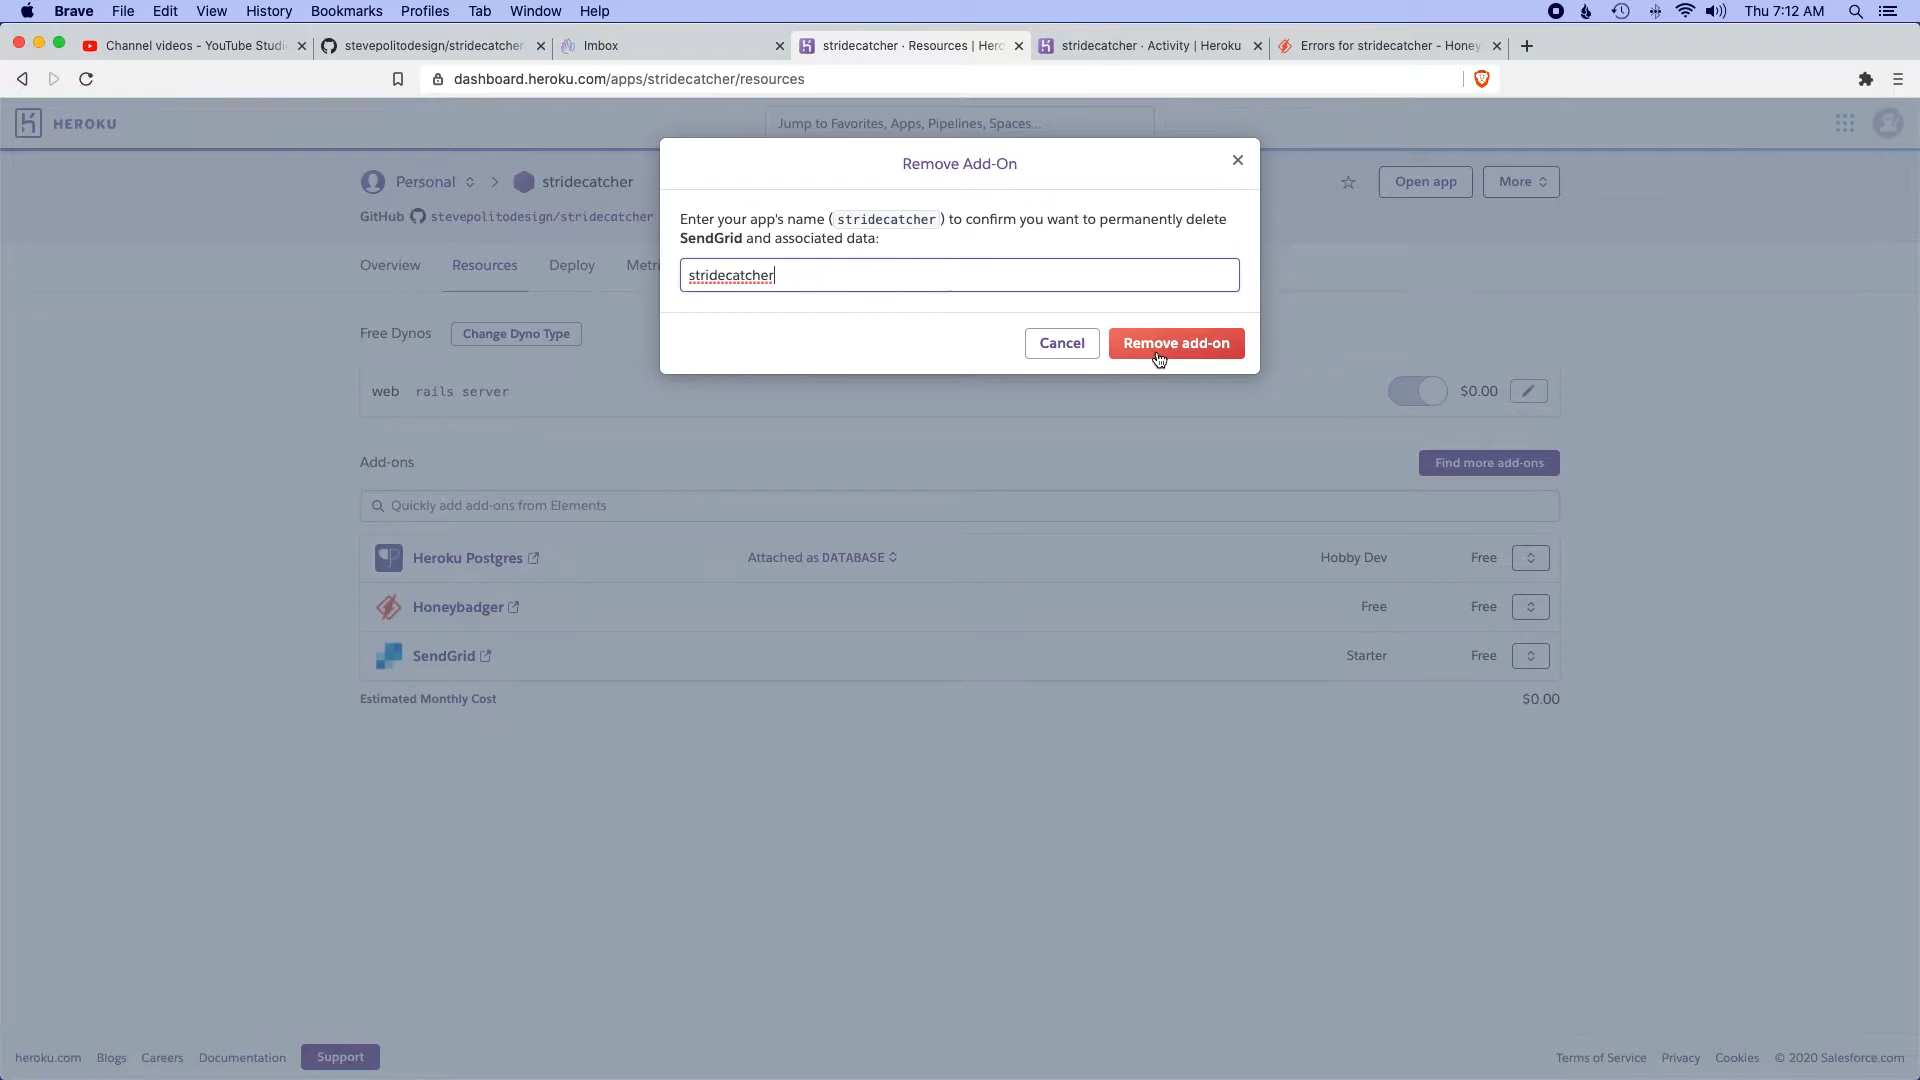 Brave File Edit View History Bookmarks Profiles Tab Window Help Thu 7:12 AM
Channel videos - YouTube Studi stevepolitodesign/stridecatcher Imbox stridecatcher · Resources | Hero stridecatcher · Activity | Heroku Errors for stridecatcher - Honey
dashboard.heroku.com/apps/stridecatcher/resources
HEROKU Jump to Favorites, Apps, Pipelines, Spaces...
Remove Add-On
Personal > stridecatcher Open app More
GitHub stevepolitodesign/stridecatcher
Enter your app's name (stridecatcher) to confirm you want to permanently delete
SendGrid and associated data:
Overview Resources Deploy Metri
stridecatcher
Free Dynos Change Dyno Type
Cancel Remove add-on
web rails server $0.00
Add-ons Find more add-ons
Quickly add add-ons from Elements
Heroku Postgres Attached as DATABASE Hobby Dev Free
Honeybadger Free Free
SendGrid Starter Free
Estimated Monthly Cost $0.00
heroku.com Blogs Careers Documentation Support Terms of Service Privacy Cookies © 2020 Salesforce.com